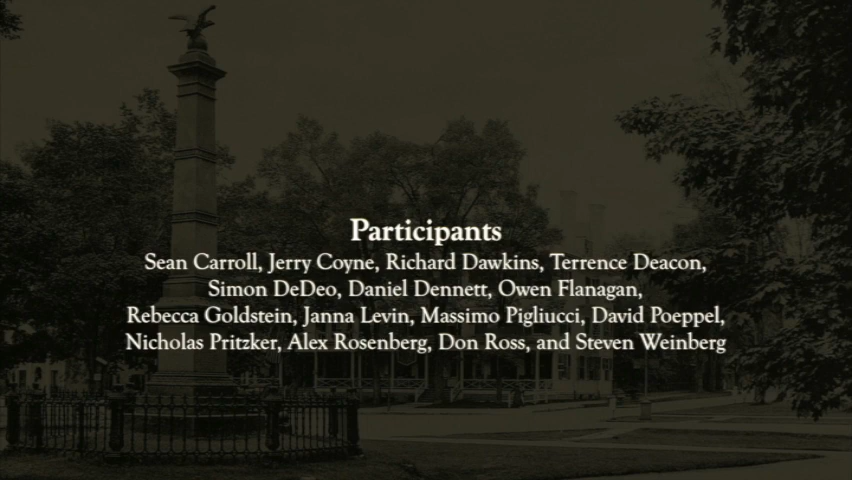 Participants
Sean Carroll, Jerry Coyne, Richard Dawkins, Terrence Deacon,
Simon DeDeo, Daniel Dennett, Owen Flanagan,
Rebecca Goldstein, Janna Levin, Massimo Pigliucci, David Poeppel,
Nicholas Pritzker, Alex Rosenberg, Don Ross, and Steven Weinberg